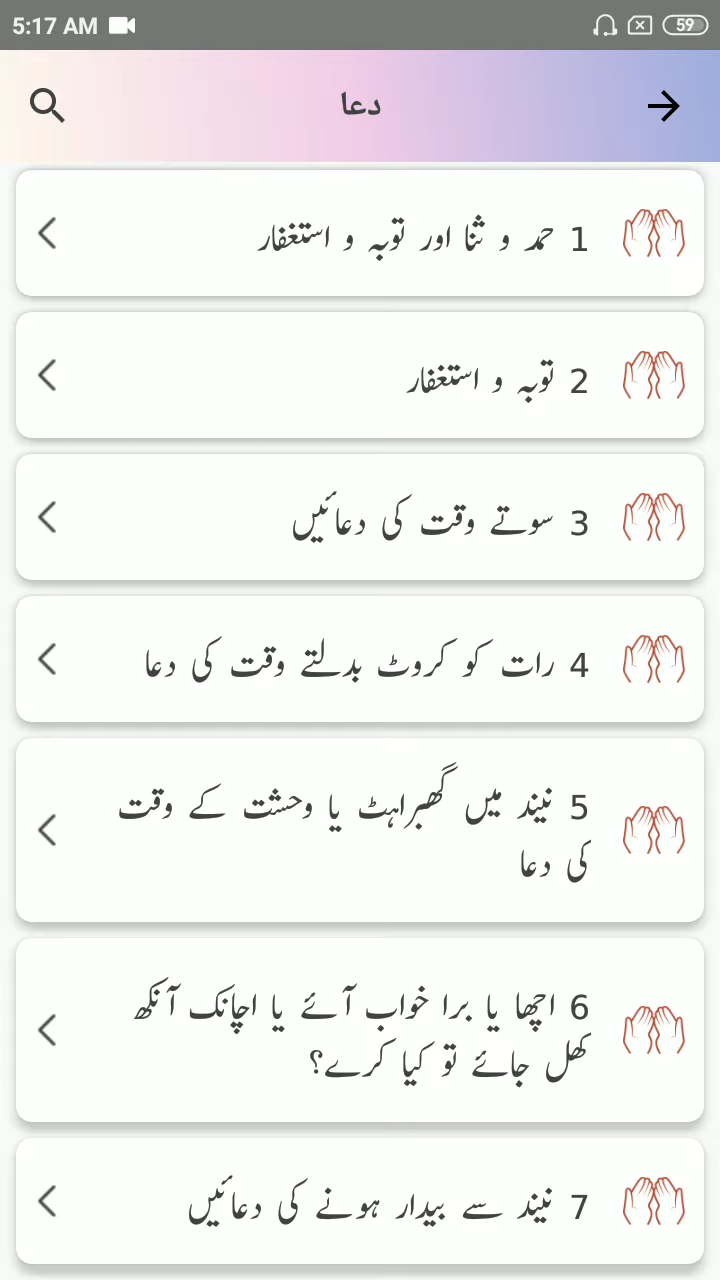 5:17 AM 59
دعا
1 حمد و ثنا اور توبہ و استغفار
2 توبہ و استغفار
3 سوتے وقت کی دعائیں
4 رات کو کروٹ بدلتے وقت کی دعا
5 نیند میں گھبراہٹ یا وحشت کے وقت
کی دعا
6 اچھا یا برا خواب آئے یا اچانک آنکھ
کھل جائے تو کیا کرے؟
7 نیند سے بیدار ہونے کی دعائیں